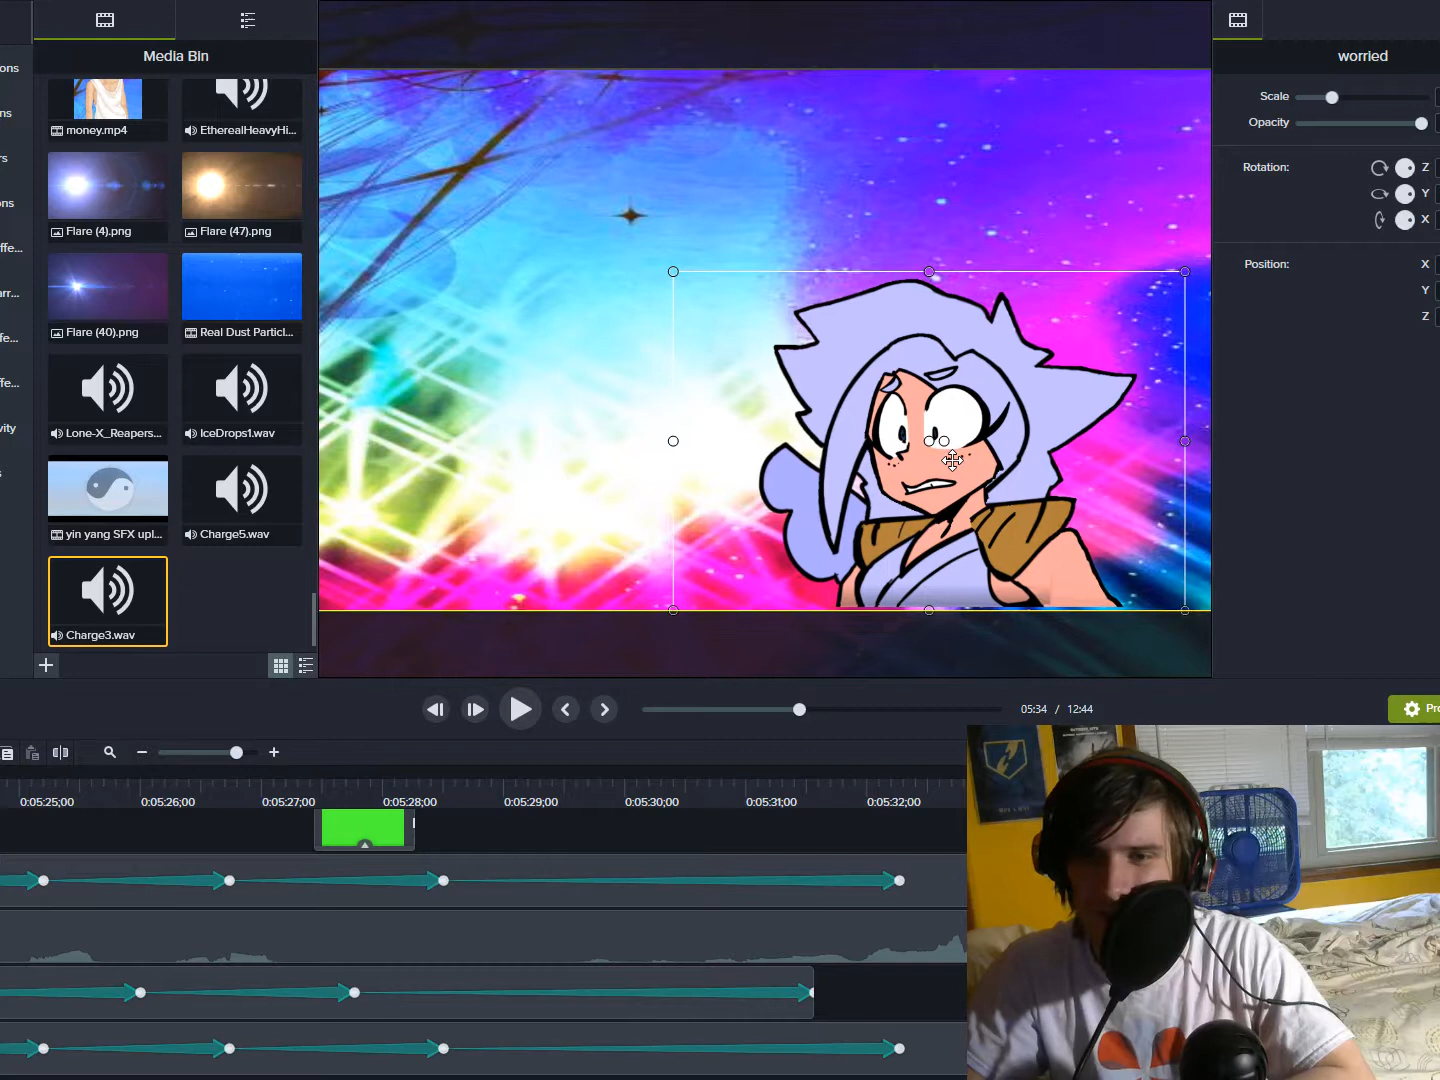 Media Bin
worried
ons
ns
rs
ons
ffe...
arr...
fe...
ffe...
vity
s
money.mp4
EtherealHeavyHi...
Flare (4).png
Flare (47).png
Flare (40).png
Real Dust Particl...
Lone-X_Reapers...
IceDrops1.wav
yin yang SFX upl...
Charge5.wav
Charge3.wav
Scale
Opacity
Rotation:
Z
Y
X
Position:
X
Y
Z
05:34 / 12:44
Pro
0:05:25;00
0:05:26;00
0:05:27;00
0:05:28;00
0:05:29;00
0:05:30;00
0:05:31;00
0:05:32;00